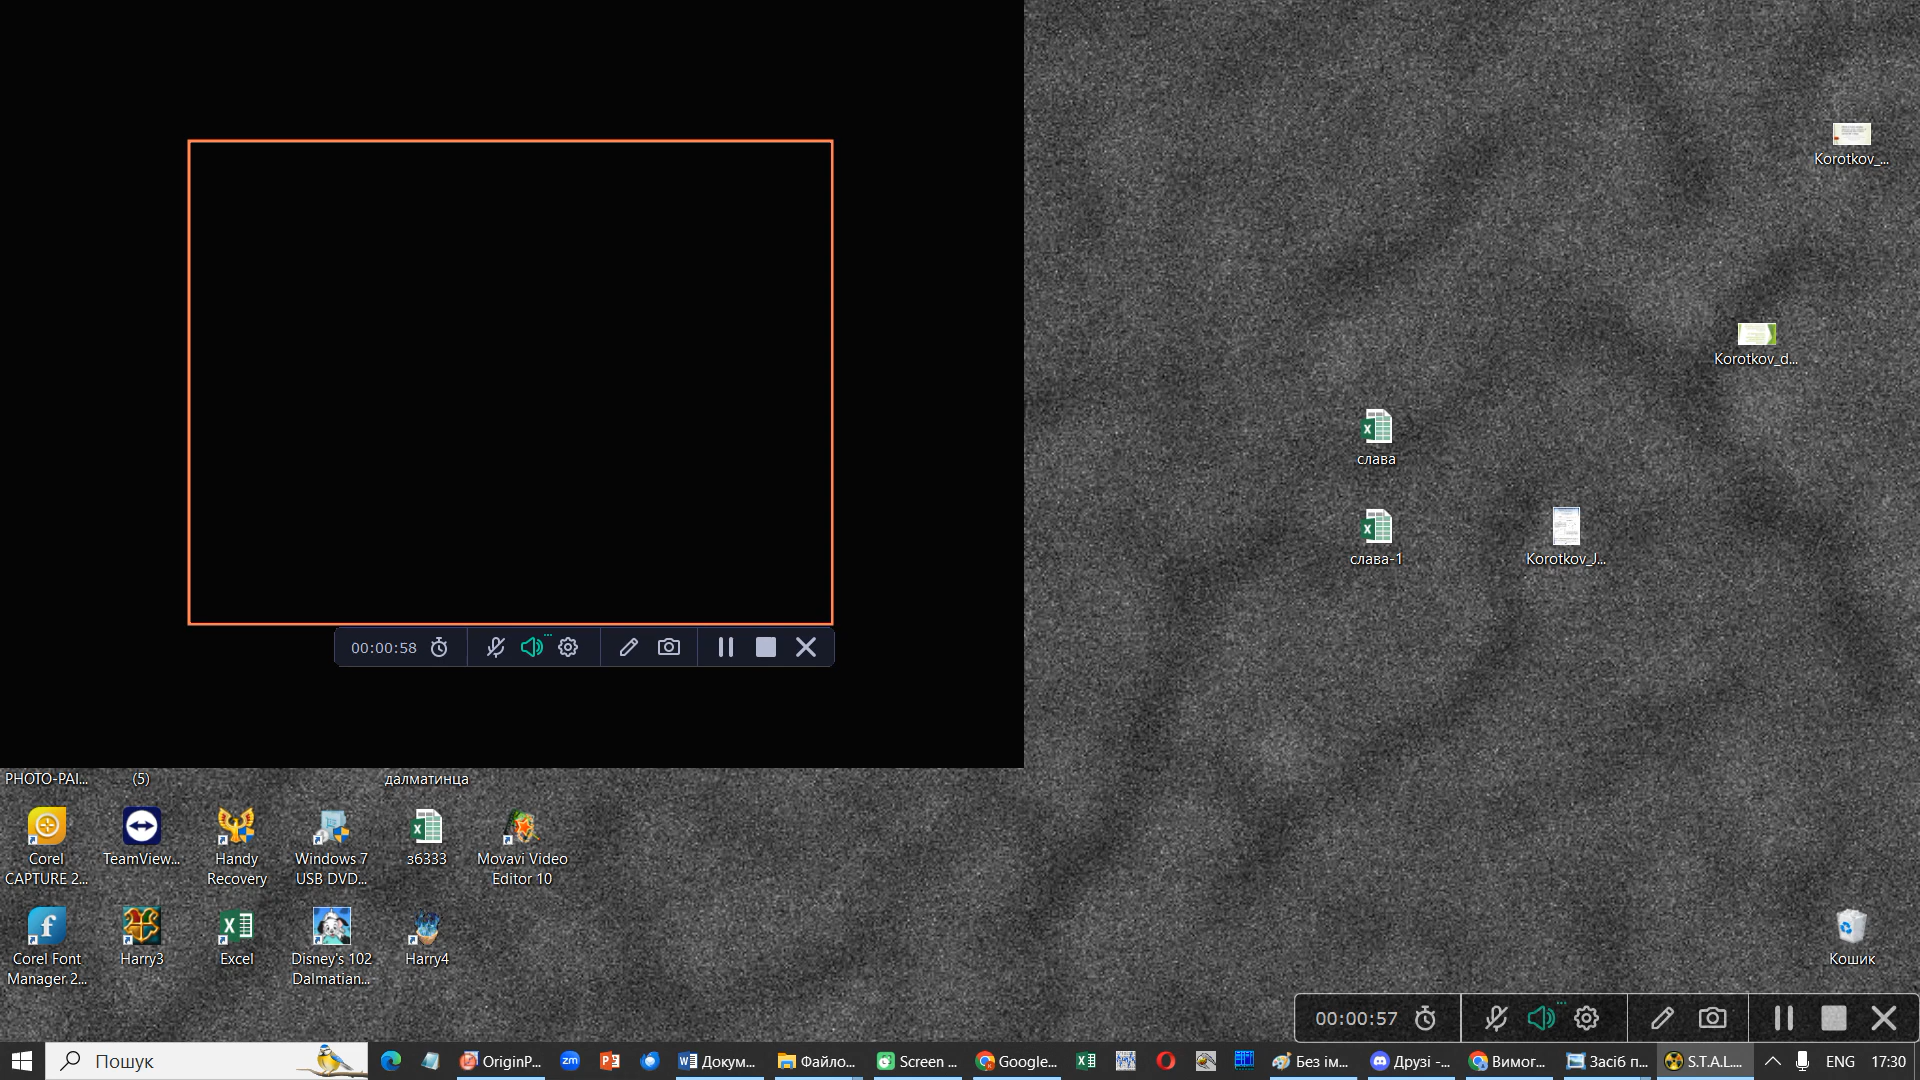 Korotkov_...
Korotkov_d...
слава
слава-1
Korotkov_J...
00:00:58
PHOTO-PAI...
(5)
далматинця
Corel
CAPTURE 2...
TeamView...
Handy
Recovery
Windows 7
USB DVD...
з6333
Movavi Video
Editor 10
Corel Font
Manager 2...
Harry3
Excel
Disney's 102
Dalmatian...
Harry4
Кошик
00:00:57
Пошук
OriginP...
zm
Докум...
Файло...
Screen ...
Google...
Без ім...
Друзі -...
Вимог...
Засіб п...
S.T.A.L...
ENG
17:30